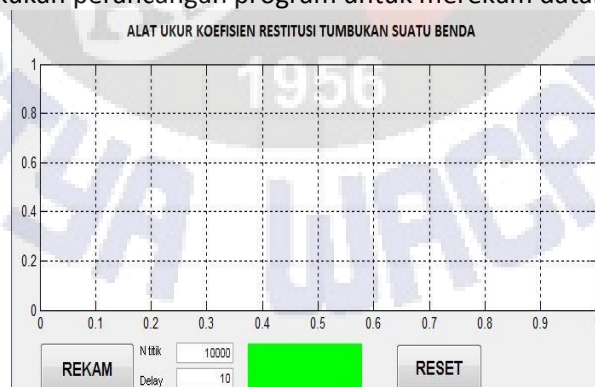 perancangan program untuk merekam data
ALAT UKUR KOEFISIEN RESTITUSI TUMBUKAN SUATU BENDA
1956
1
0.8
0.6
0.4
0.2
0
0 0.1 0.2 0.3 0.4 0.5 0.6 0.7 0.8 0.9
REKAM
N titik 10000
Delay 10
RESET